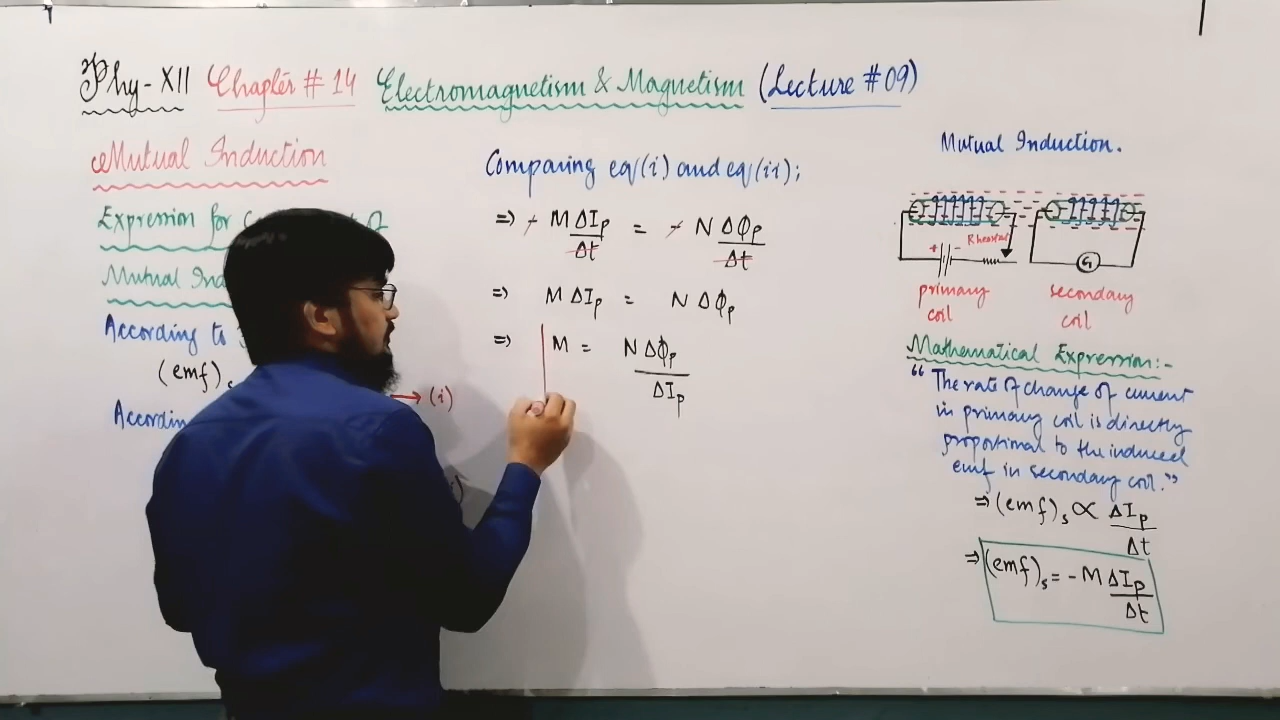 Phy-XII Chapter # 14 Electromagnetism & Magnetism (Lecture # 09)
Mutual Induction
Expression for
Mutual
According to
(emf)s
→ (i)
According
Comparing eq(i) and eq(ii);
=> - M ΔIp/Δt = - N Δϕp/Δt
=> M ΔIp = N Δϕp
=> M = N Δϕp/ΔIp
Mutual Induction.
Rheostat
+ -
G
primary coil
secondary coil
Mathematical Expression:-
"The rate of change of current
in primary coil is directly
proportional to the induced
emf in secondary coil."
=> (emf)s ∝ ΔIp/Δt
=> (emf)s = - M ΔIp/Δt